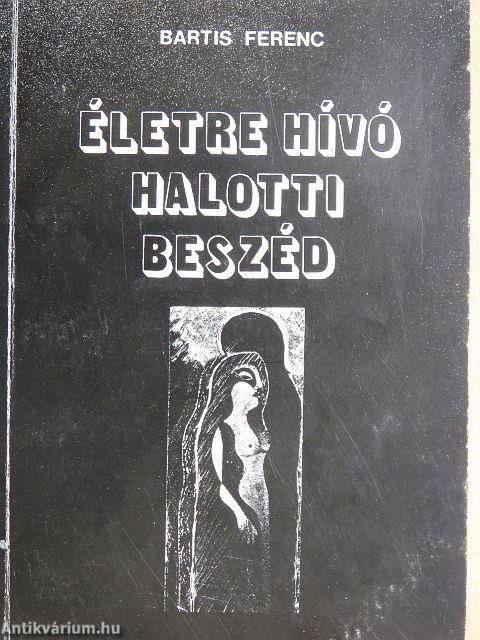 BARTIS FERENC
ÉLETRE HÍVÓ
HALOTTI
BESZÉD
Antikvárium.hu